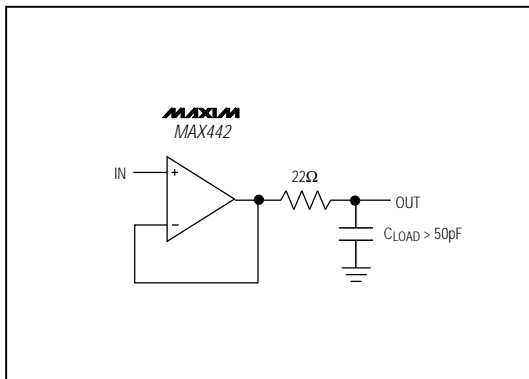 MAXIM
MAX442
IN
+
−
22Ω
OUT
CLOAD > 50pF